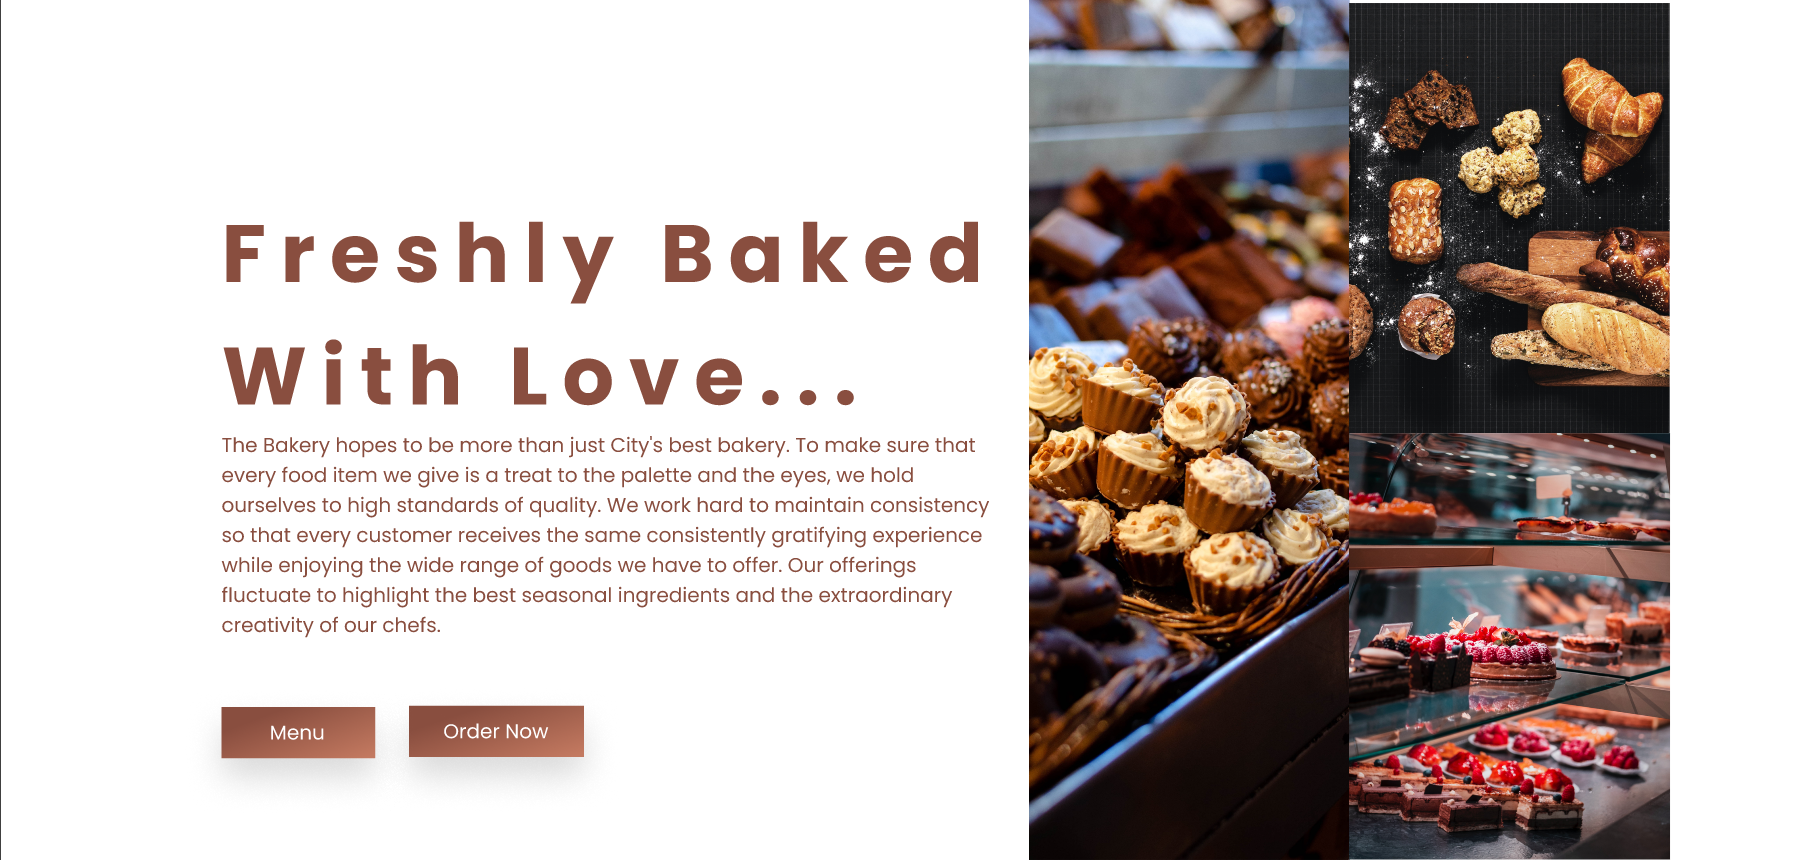 Freshly Baked
With Love...
The Bakery hopes to be more than just City's best bakery. To make sure that
every food item we give is a treat to the palette and the eyes, we hold
ourselves to high standards of quality. We work hard to maintain consistency
so that every customer receives the same consistently gratifying experience
while enjoying the wide range of goods we have to offer. Our offerings
fluctuate to highlight the best seasonal ingredients and the extraordinary
creativity of our chefs.
Menu
Order Now